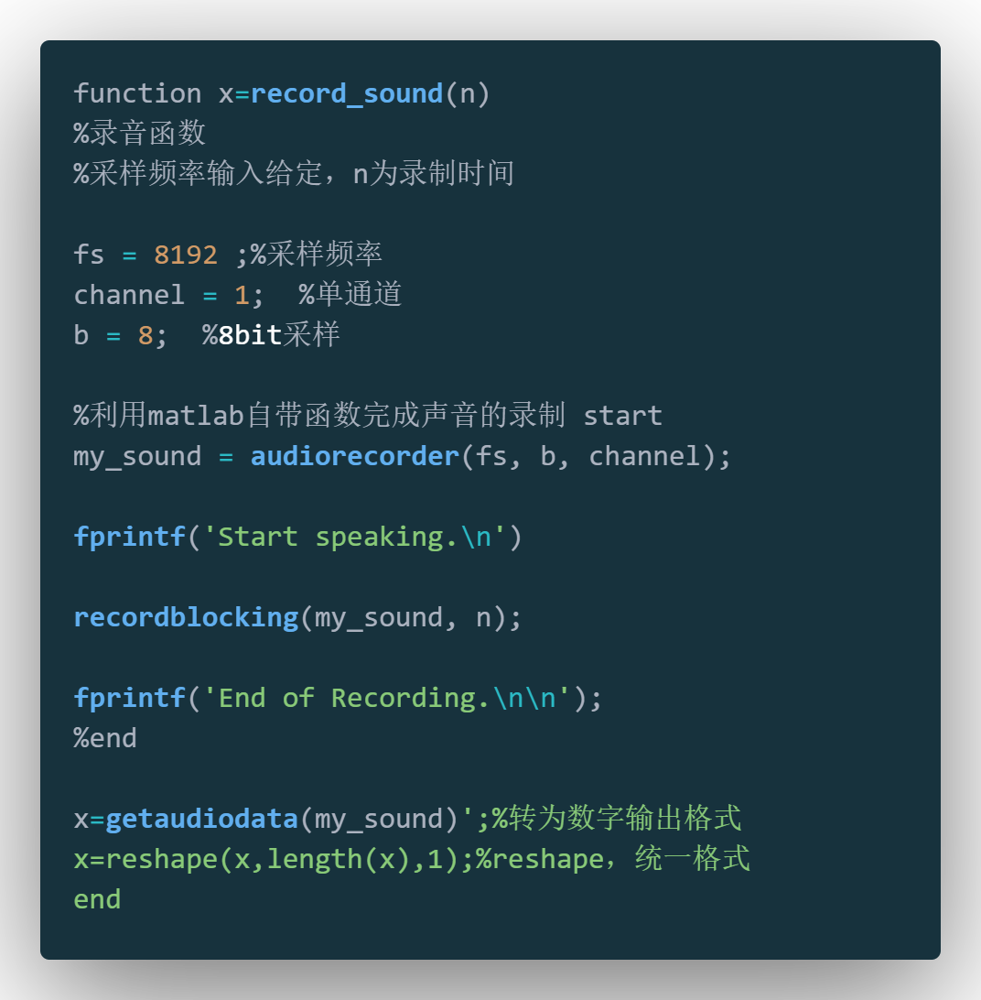 function x=record_sound(n)
%录音函数
%采样频率输入给定，n为录制时间
fs = 8192 ;%采样频率
channel = 1;  %单通道
b = 8;  %8bit采样
%利用matlab自带函数完成声音的录制 start
my_sound = audiorecorder(fs, b, channel);
fprintf('Start speaking.\n')
recordblocking(my_sound, n);
fprintf('End of Recording.\n\n');
%end
x=getaudiodata(my_sound)';%转为数字输出格式
x=reshape(x,length(x),1);%reshape，统一格式
end